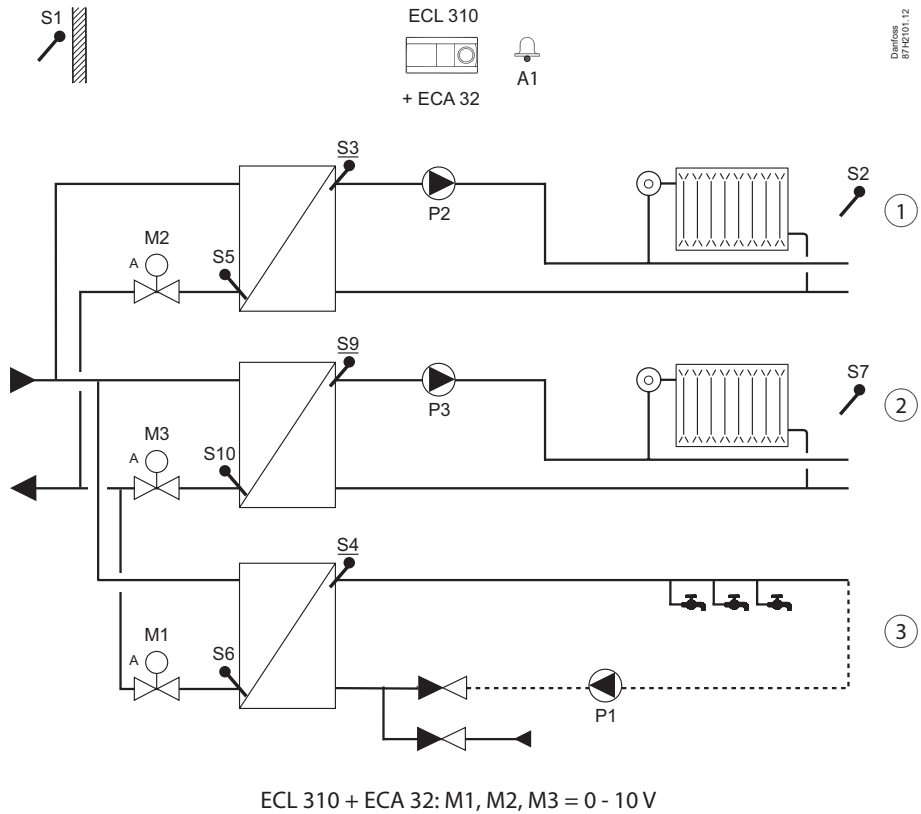 S1
ECL 310
+ ECA 32
A1
Danfoss
87H2101.12
S3
P2
S2
1
M2
A
S5
S9
P3
S7
2
M3
A
S10
S4
3
M1
A
S6
P1
ECL 310 + ECA 32: M1, M2, M3 = 0 - 10 V